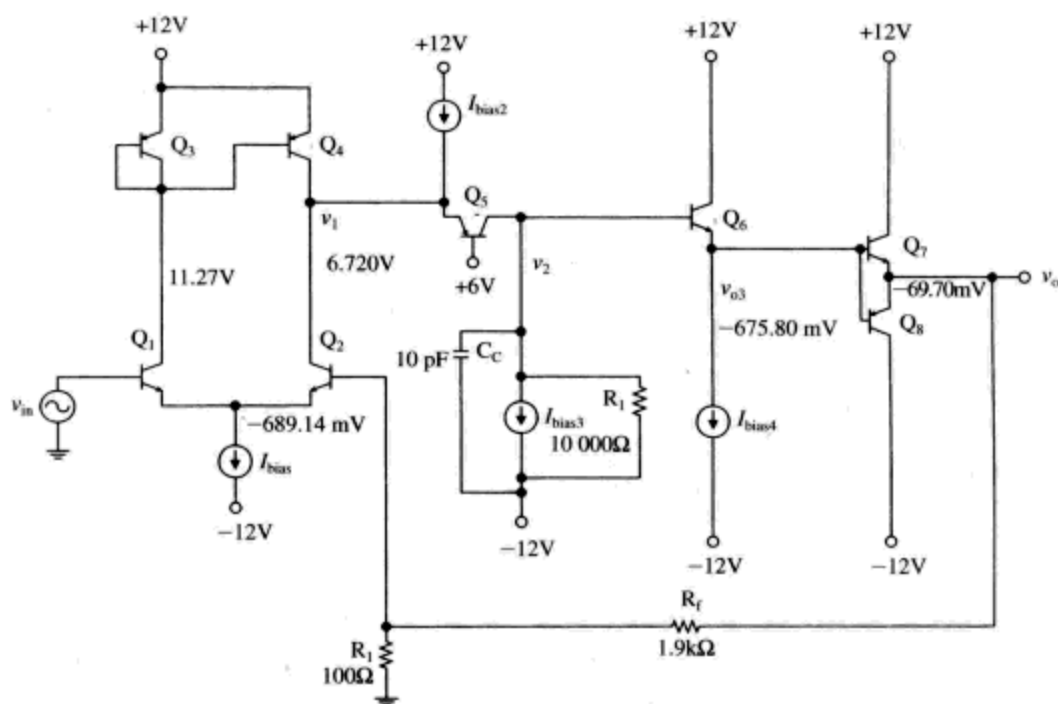 +12V
+12V
+12V
+12V
I_bias2
Q3
Q4
Q5
Q6
Q7
v1
v2
vo
11.27V
6.720V
+6V
vo3
−69.70mV
−675.80 mV
Q8
Q1
Q2
10 pF
CC
R1
vin
−689.14 mV
Ibias3
10 000Ω
Ibias4
Ibias
−12V
−12V
−12V
−12V
Rf
1.9kΩ
R1
100Ω